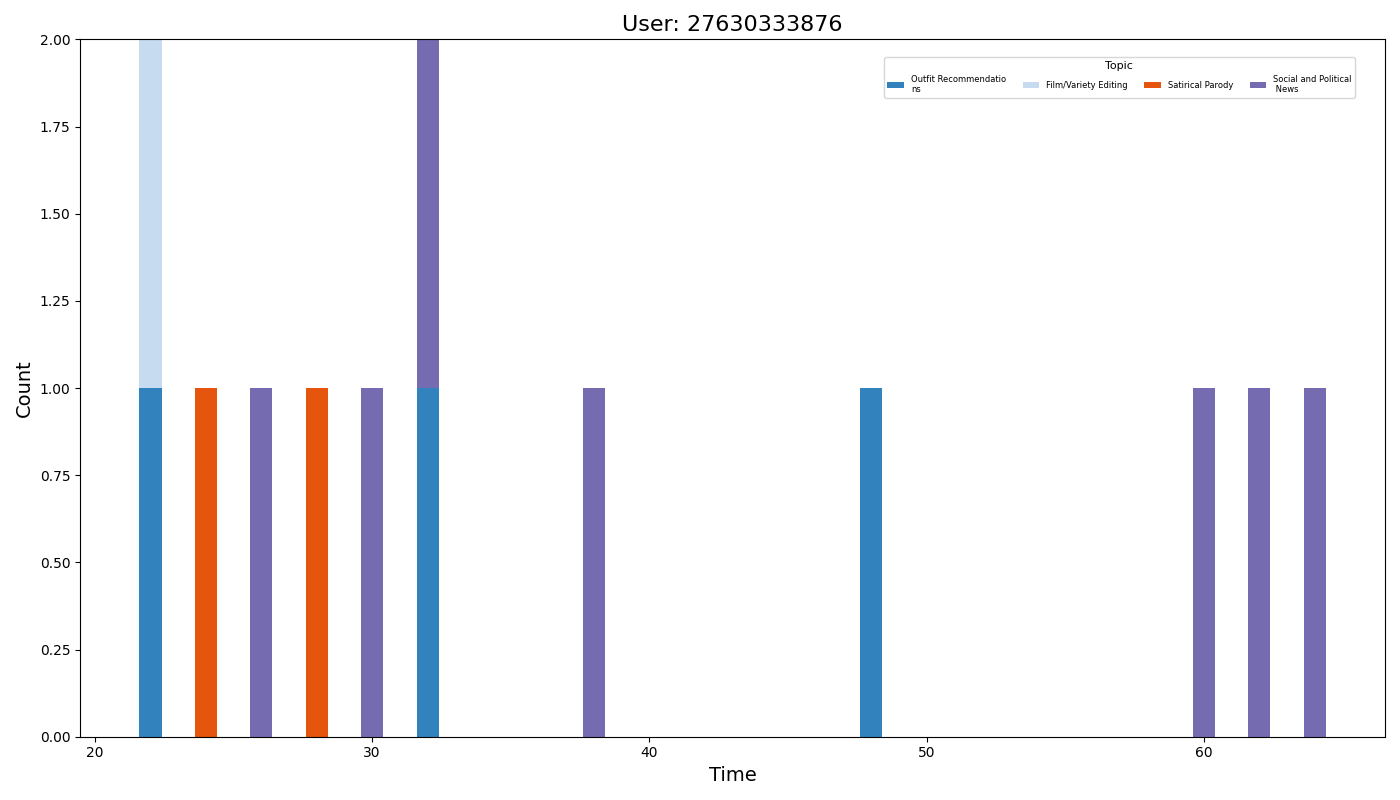 User: 27630333876
2.00
1.75
1.50
1.25
1.00
0.75
0.50
0.25
0.00
Count
Topic
Outfit Recommendatio
ns
Film/Variety Editing
Satirical Parody
Social and Political
News
20
30
40
50
60
Time